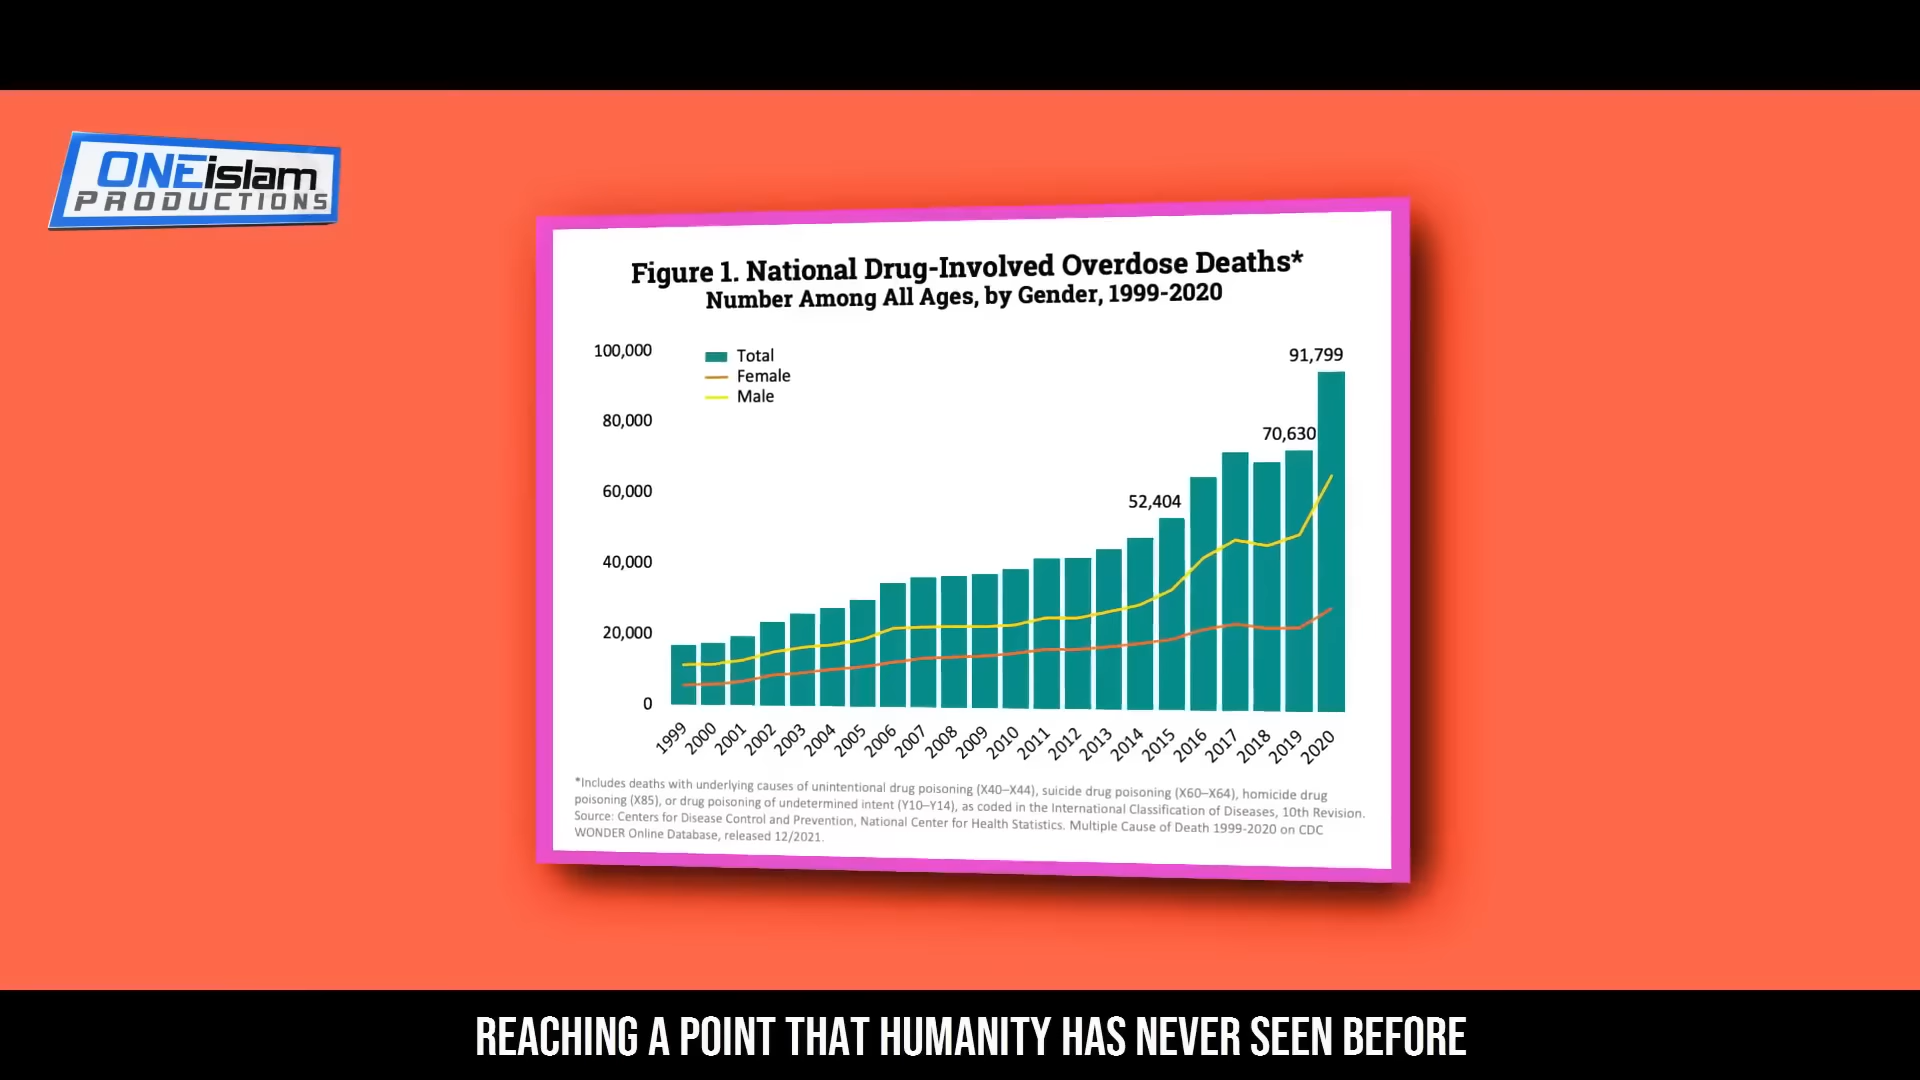 ONEislam
PRODUCTIONS
Figure 1. National Drug-Involved Overdose Deaths*
Number Among All Ages, by Gender, 1999-2020
100,000
80,000
60,000
40,000
20,000
0
Total
Female
Male
52,404
70,630
91,799
1999 2000 2001 2002 2003 2004 2005 2006 2007 2008 2009 2010 2011 2012 2013 2014 2015 2016 2017 2018 2019 2020
*Includes deaths with underlying causes of unintentional drug poisoning (X40–X44), suicide drug poisoning (X60–X64), homicide drug
poisoning (X85), or drug poisoning of undetermined intent (Y10–Y14), as coded in the International Classification of Diseases, 10th Revision.
Source: Centers for Disease Control and Prevention, National Center for Health Statistics. Multiple Cause of Death 1999-2020 on CDC
WONDER Online Database, released 12/2021.
REACHING A POINT THAT HUMANITY HAS NEVER SEEN BEFORE